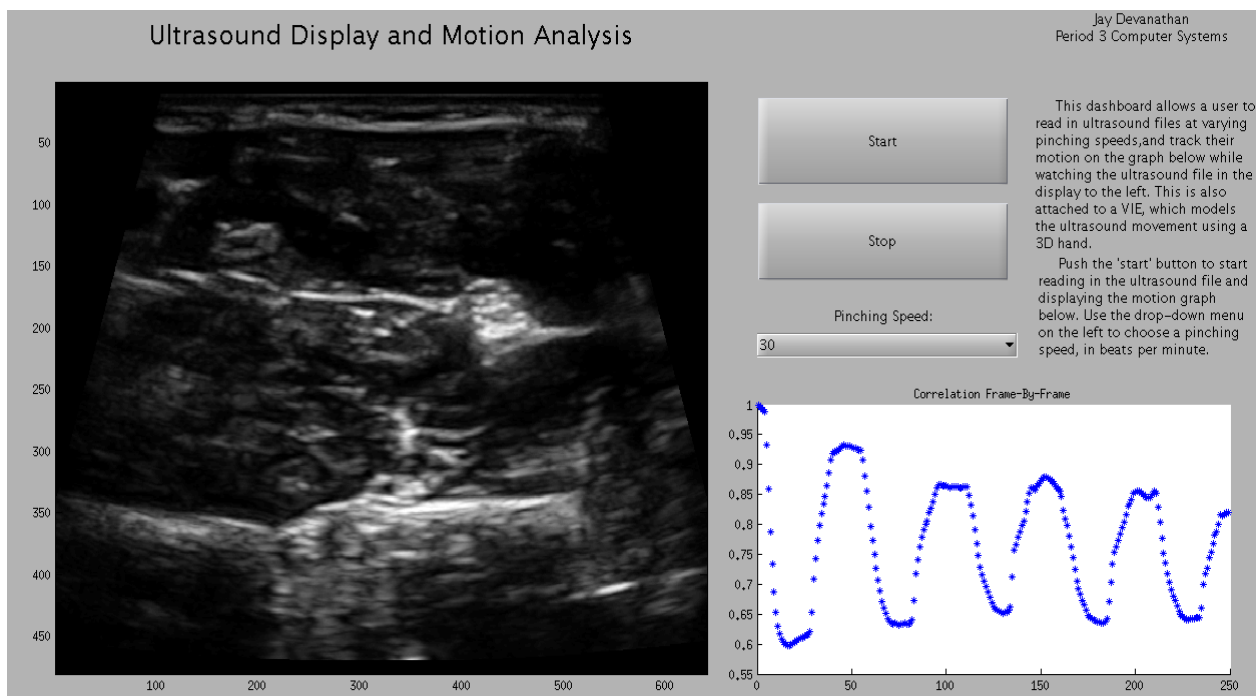 Ultrasound Display and Motion Analysis
Jay Devanathan
Period 3 Computer Systems
50
100
150
200
250
300
350
400
450
100
200
300
400
500
600
Start
Stop
Pinching Speed:
30
This dashboard allows a user to
read in ultrasound files at varying
pinching speeds,and track their
motion on the graph below while
watching the ultrasound file in the
display to the left. This is also
attached to a VIE, which models
the ultrasound movement using a
3D hand.
Push the 'start' button to start
reading in the ultrasound file and
displaying the motion graph
below. Use the drop-down menu
on the left to choose a pinching
speed, in beats per minute.
Correlation Frame-By-Frame
1
0.95
0.9
0.85
0.8
0.75
0.7
0.65
0.6
0.55
0
50
100
150
200
250